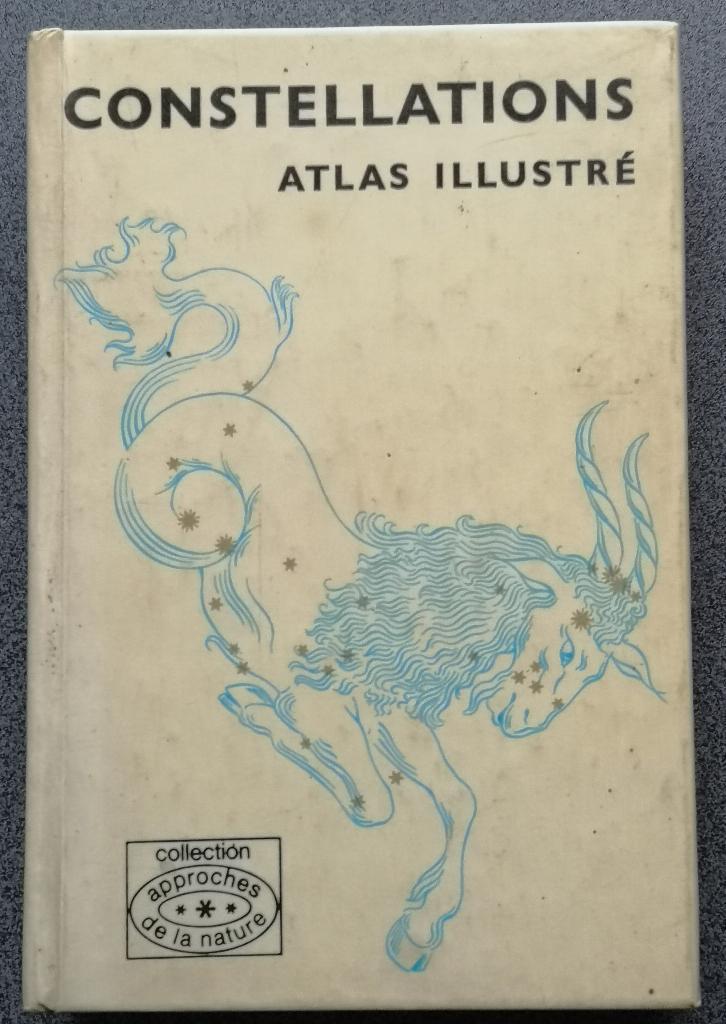 CONSTELLATIONS
ATLAS ILLUSTRÉ
collection
approches
de la nature